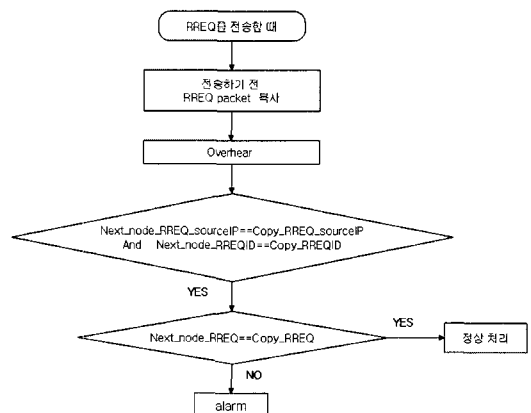 RREQ를 전송할 때
전송하기 전
RREQ packet 복사
Overhear
Next_node_RREQ_sourceIP==Copy_RREQ_sourceIP
And Next_node_RREQID==Copy_RREQID
YES
Next_node_RREQ==Copy_RREQ
YES
정상 처리
NO
alarm